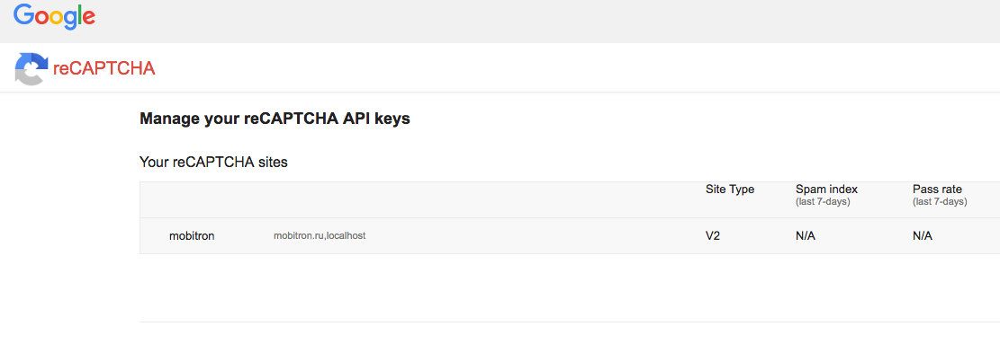 Google
reCAPTCHA
Manage your reCAPTCHA API keys
Your reCAPTCHA sites
Site Type Spam index Pass rate
(last 7-days) (last 7-days)
mobitron mobitron.ru,localhost V2 N/A N/A